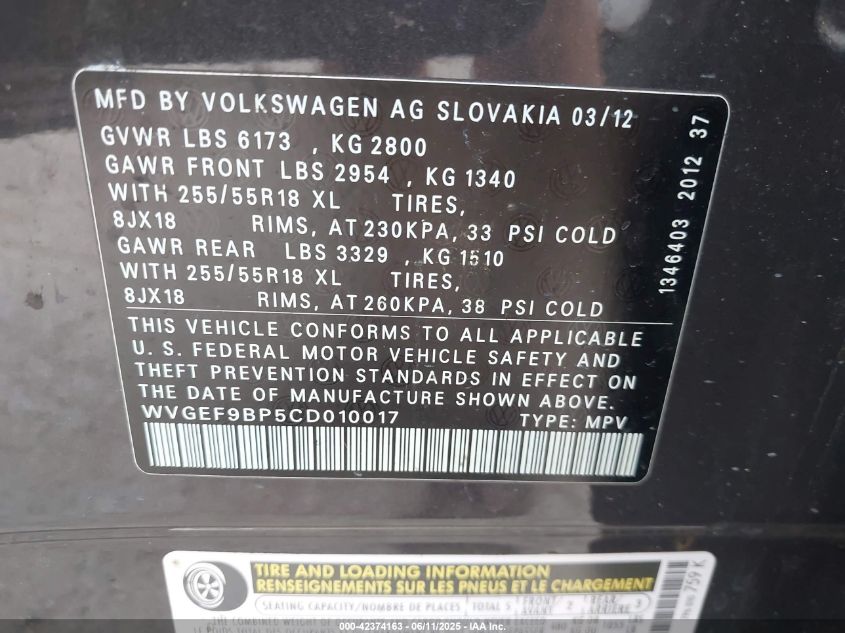 MFD BY VOLKSWAGEN AG SLOVAKIA 03/12
GVWR LBS 6173 , KG 2800
GAWR FRONT LBS 2954 , KG 1340
WITH 255/55R18 XL TIRES,
8JX18 RIMS, AT 230KPA, 33 PSI COLD
GAWR REAR LBS 3329 , KG 1510
WITH 255/55R18 XL TIRES,
8JX18 RIMS, AT 260KPA, 38 PSI COLD
THIS VEHICLE CONFORMS TO ALL APPLICABLE
U. S. FEDERAL MOTOR VEHICLE SAFETY AND
THEFT PREVENTION STANDARDS IN EFFECT ON
THE DATE OF MANUFACTURE SHOWN ABOVE.
WVGEF9BP5CD010017 TYPE: MPV
1346403 2012 37
TIRE AND LOADING INFORMATION
RENSEIGNEMENTS SUR LES PNEUS ET LE CHARGEMENT
SEATING CAPACITY/NOMBRE DE PLACES TOTAL 5 FRONT AVANT 2 REAR ARRIÈRE 3
THE COMBINED
759 K
000-42374163 - 06/11/2025 - IAA Inc.